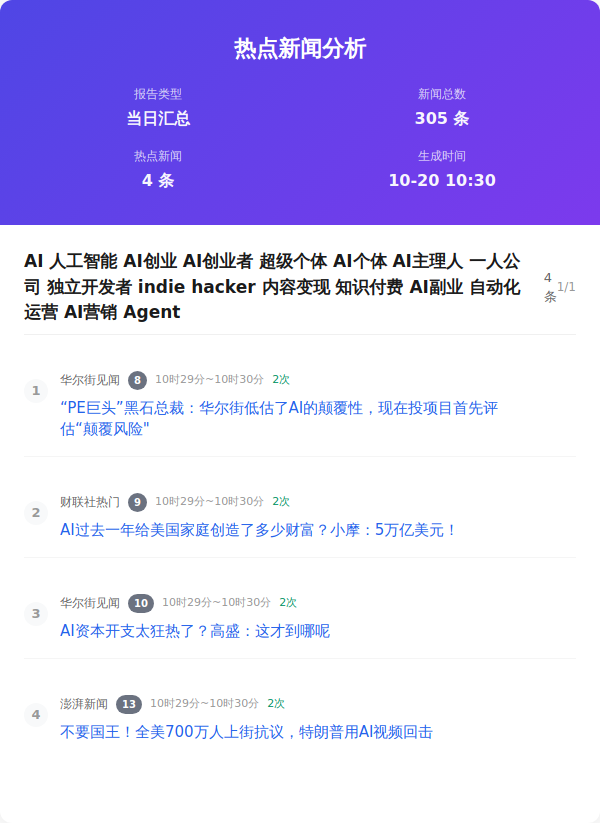 热点新闻分析
报告类型
新闻总数
当日汇总
305 条
热点新闻
生成时间
4 条
10-20 10:30
AI 人工智能 AI创业 AI创业者 超级个体 AI个体 AI主理人 一人公
司 独立开发者 indie hacker 内容变现 知识付费 AI副业 自动化
运营 AI营销 Agent
4
条
1/1
1
华尔街见闻 8 10时29分~10时30分 2次
“PE巨头”黑石总裁：华尔街低估了AI的颠覆性，现在投项目首先评
估“颠覆风险"
2
财联社热门 9 10时29分~10时30分 2次
AI过去一年给美国家庭创造了多少财富？小摩：5万亿美元！
3
华尔街见闻 10 10时29分~10时30分 2次
AI资本开支太狂热了？高盛：这才到哪呢
4
澎湃新闻 13 10时29分~10时30分 2次
不要国王！全美700万人上街抗议，特朗普用AI视频回击